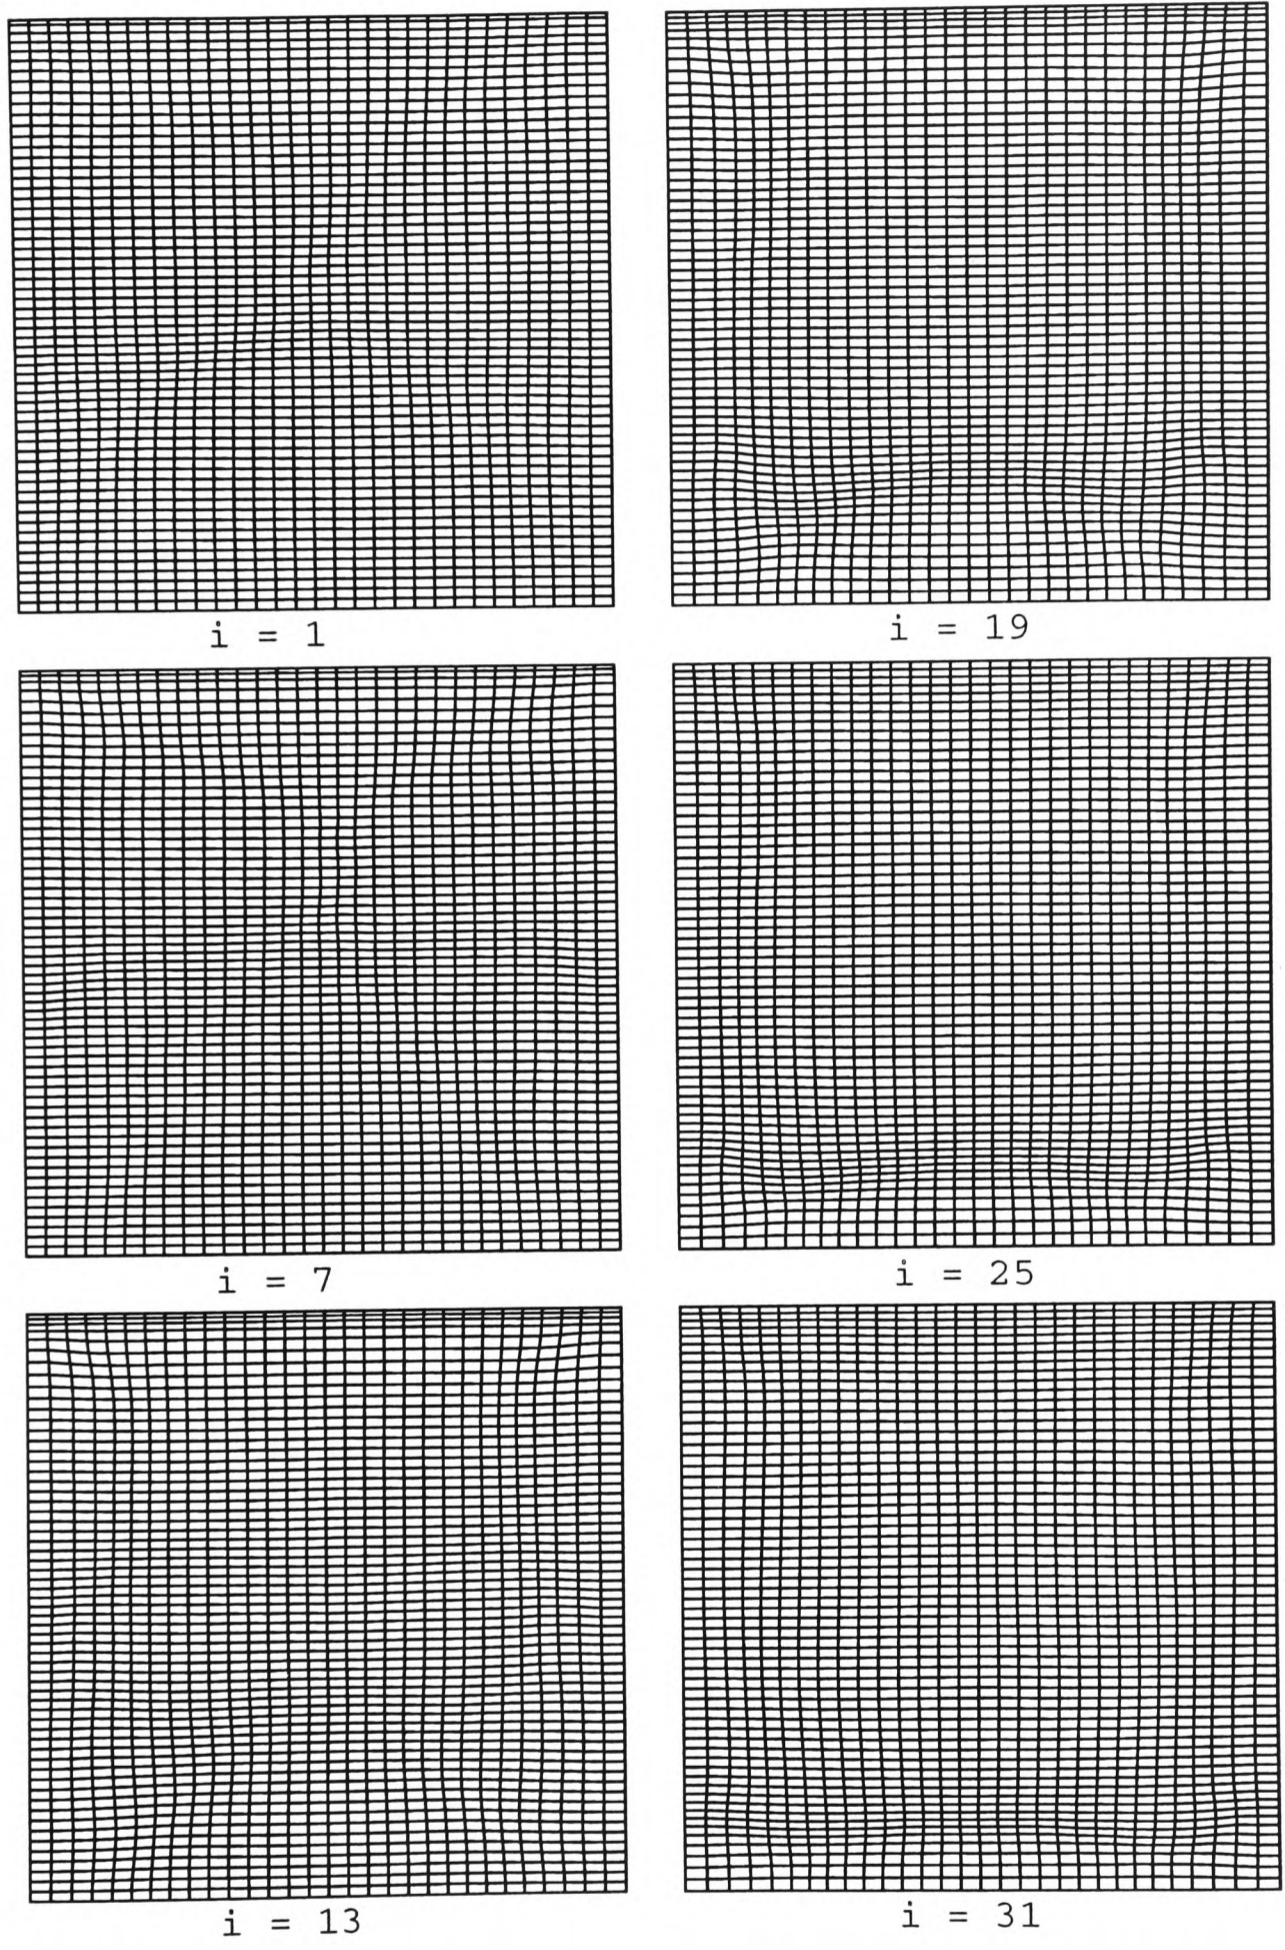 i = 1
i = 19
i = 7
i = 25
i = 13
i = 31